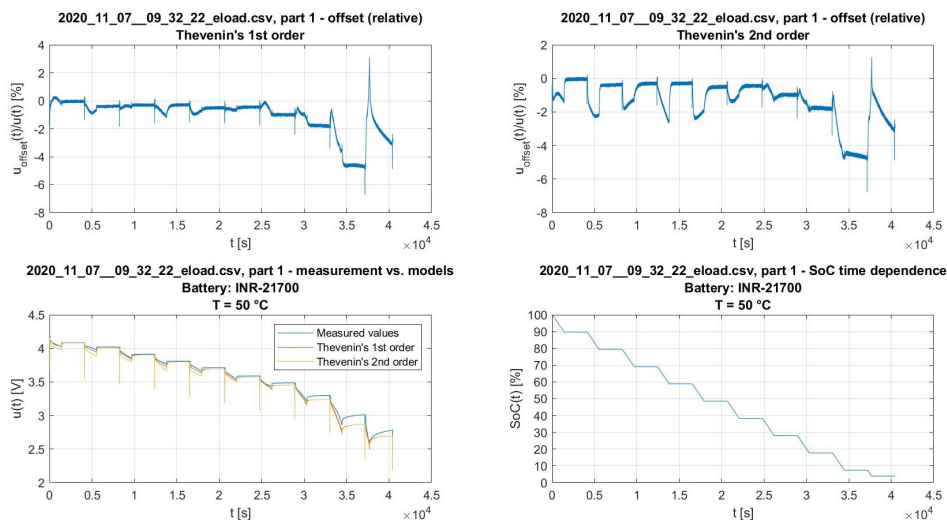 2020_11_07__09_32_22_eload.csv, part 1 - offset (relative)
Thevenin's 1st order
4
2
0
-2
-4
-6
-8
u_offset(t)/u(t) [%]
0 0.5 1 1.5 2 2.5 3 3.5 4 4.5
t [s]
×10^4
2020_11_07__09_32_22_eload.csv, part 1 - offset (relative)
Thevenin's 2nd order
2
0
-2
-4
-6
-8
u_offset(t)/u(t) [%]
0 0.5 1 1.5 2 2.5 3 3.5 4 4.5
t [s]
×10^4
2020_11_07__09_32_22_eload.csv, part 1 - measurement vs. models
Battery: INR-21700
T = 50 °C
4.5
4
3.5
3
2.5
2
u(t) [V]
Measured values
Thevenin's 1st order
Thevenin's 2nd order
0 0.5 1 1.5 2 2.5 3 3.5 4 4.5
t [s]
×10^4
2020_11_07__09_32_22_eload.csv, part 1 - SoC time dependence
Battery: INR-21700
T = 50 °C
100
90
80
70
60
50
40
30
20
10
0
SoC(t) [%]
0 0.5 1 1.5 2 2.5 3 3.5 4 4.5
t [s]
×10^4